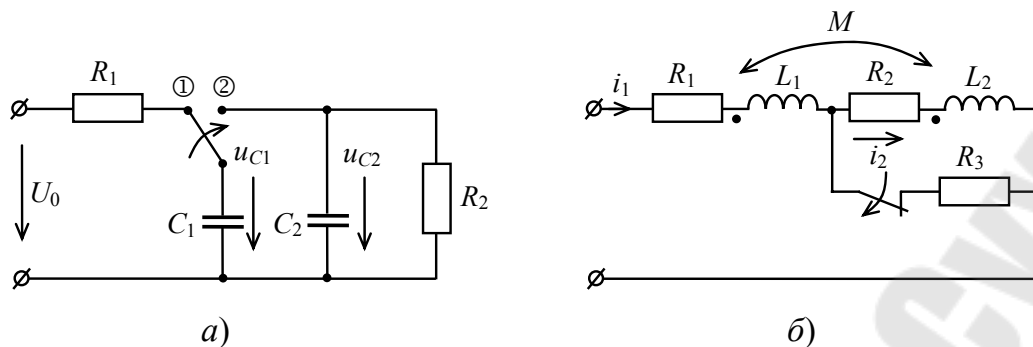 R1 ① ② uC1 uC2 R2
U0 C1 C2
а)
M
i1 R1 L1 R2 L2
i2 R3
б)